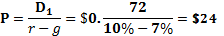 P = D₁ / r − g = $0. 72 / 10% − 7% = $24